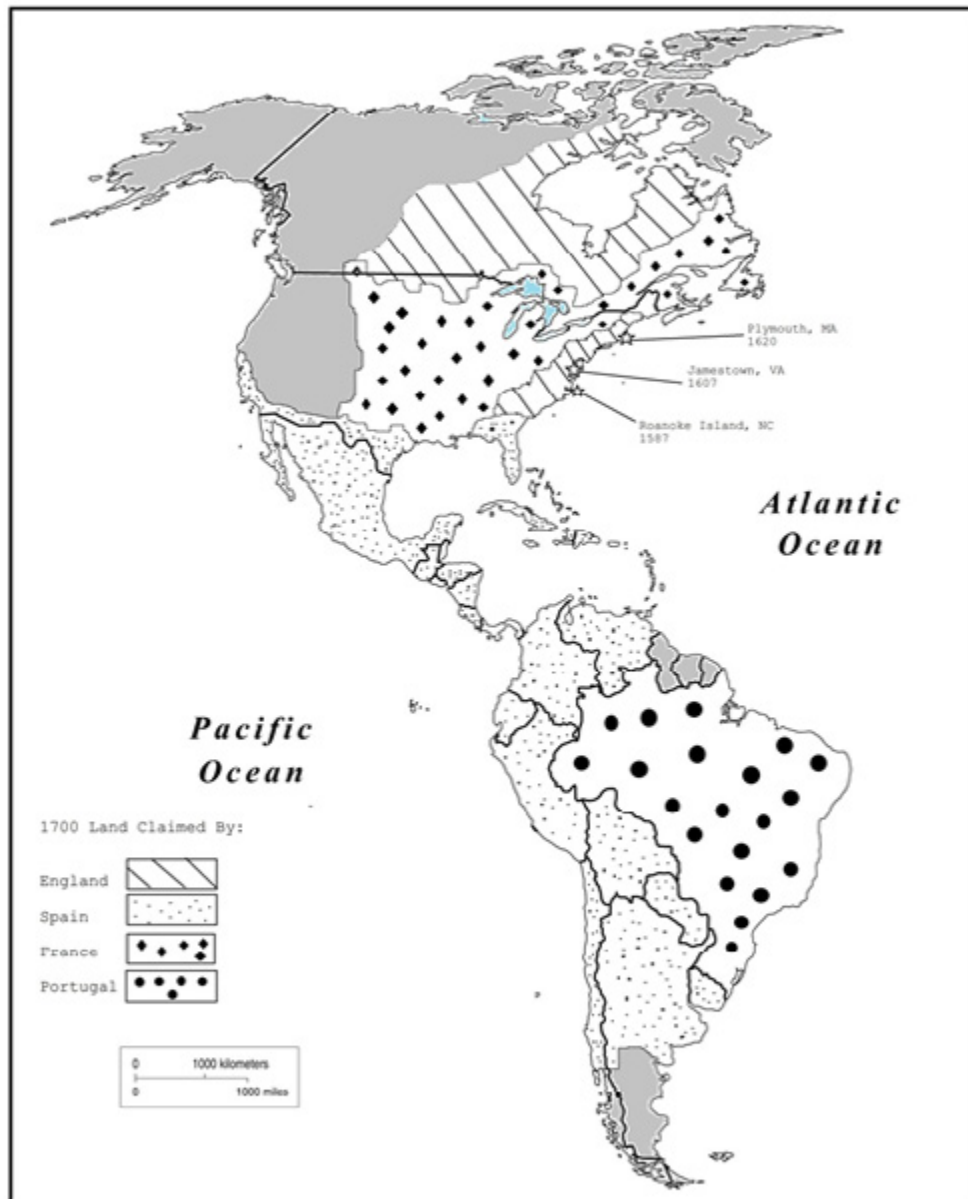 Plymouth, MA
1620
Jamestown, VA
1607
Roanoke Island, NC
1587
Atlantic
Ocean
Pacific
Ocean
1700 Land Claimed By:
England
Spain
France
Portugal
0 1000 kilometers
0 1000 miles